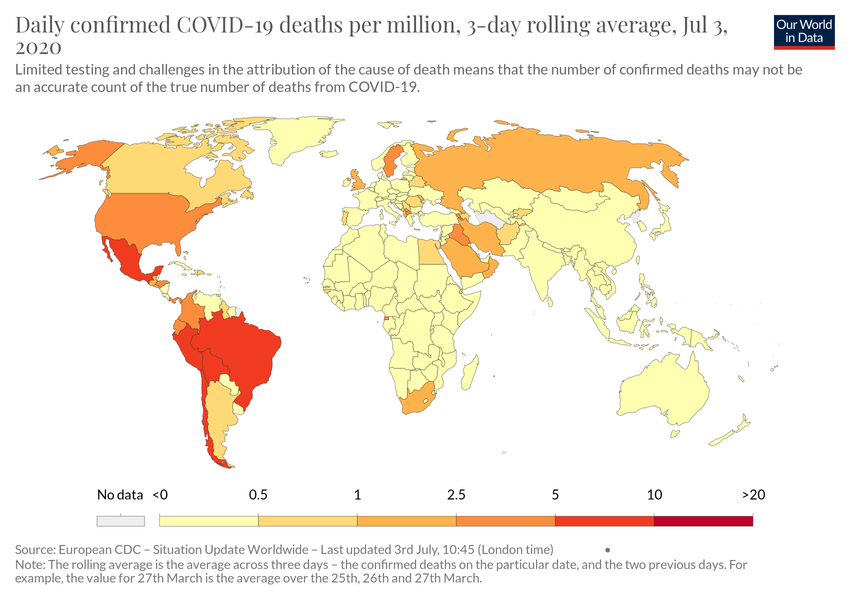 Daily confirmed COVID-19 deaths per million, 3-day rolling average, Jul 3,
2020
Our World
in Data
Limited testing and challenges in the attribution of the cause of death means that the number of confirmed deaths may not be
an accurate count of the true number of deaths from COVID-19.
No data <0 0.5 1 2.5 5 10 >20
Source: European CDC – Situation Update Worldwide – Last updated 3rd July, 10:45 (London time)
Note: The rolling average is the average across three days – the confirmed deaths on the particular date, and the two previous days. For
example, the value for 27th March is the average over the 25th, 26th and 27th March.